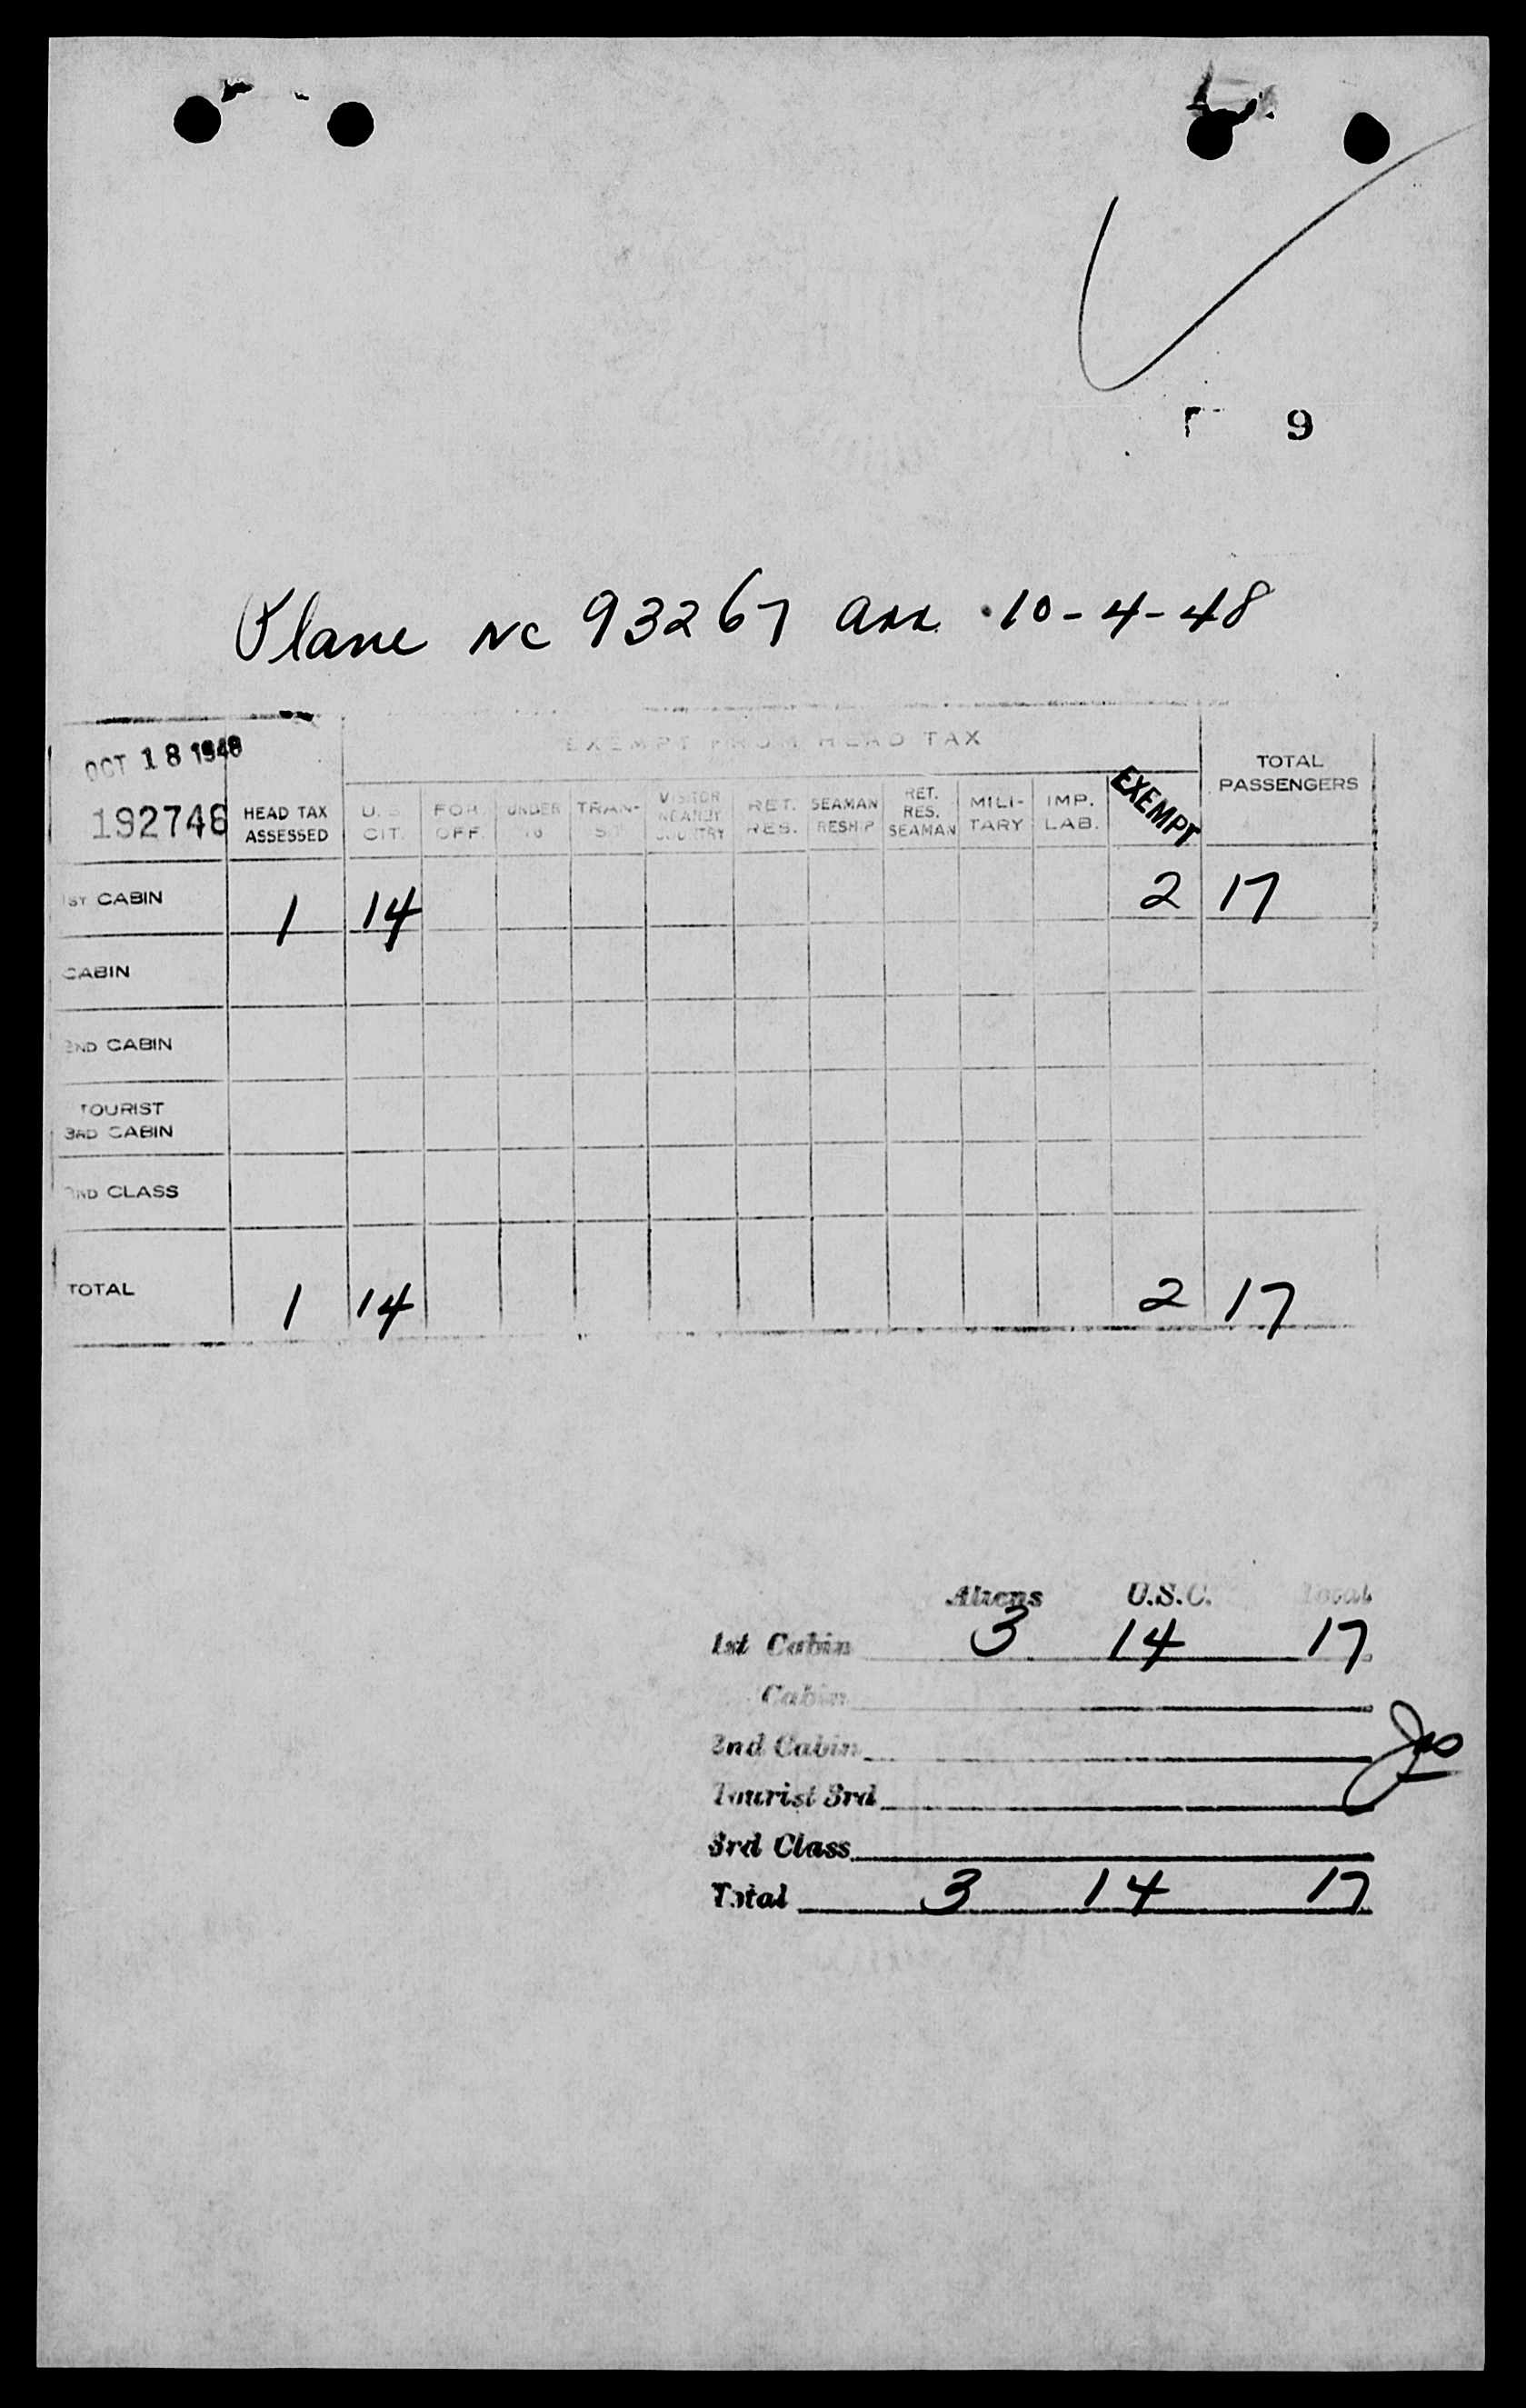 9
Plane NC 93267 arr. 10-4-48
EXEMPT FROM HEAD TAX
OCT 18 1948
192748
HEAD TAX ASSESSED
U. S. CIT.
FOR. OFF.
UNDER 16
TRAN-SIT
VISITOR NEARBY COUNTRY
RET. RES.
SEAMAN RESHIP
RET. RES. SEAMAN
MILI-TARY
IMP. LAB.
EXEMPT
TOTAL PASSENGERS
1ST CABIN 1 14 2 17
CABIN
2ND CABIN
TOURIST
3RD CABIN
CLASS
TOTAL 1 14 2 17
Aliens U.S.C. Total
1st Cabin 3 14 17
Cabin
2nd Cabin
Tourist 3rd
3rd Class
Total 3 14 17